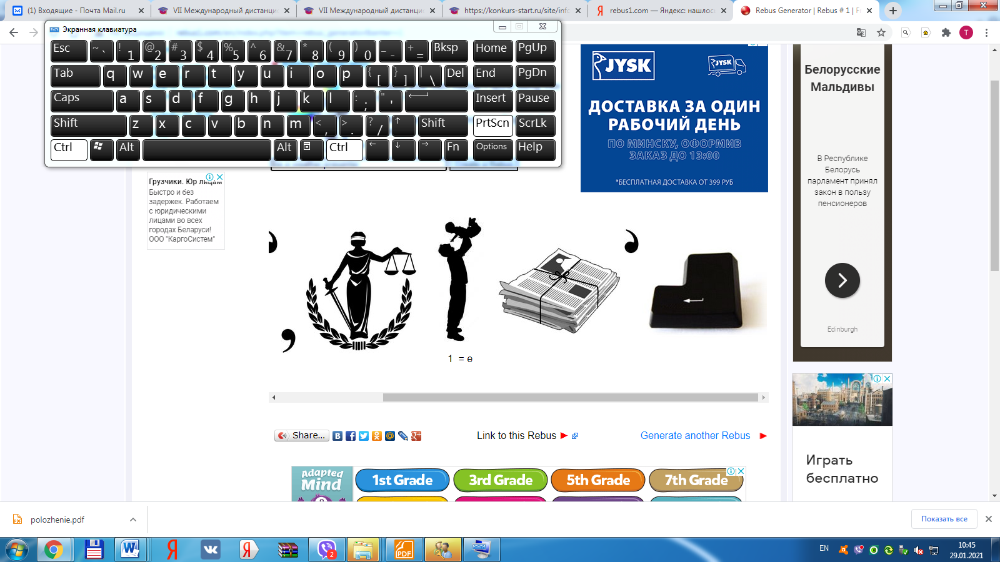 (1) Входящие - Почта Mail.ru
VII Международный дистанци
VII Международный дистанци
https://konkurs-start.ru/site/info
rebus1.com — Яндекс: нашлось
Rebus Generator | Rebus # 1 | F
T
Экранная клавиатура
Esc ~ ` ! 1 @ 2 # 3 $ 4 % 5 ^ 6 & 7 * 8 ( 9 ) 0 _ - + = Bksp Home PgUp
Tab q w e r t y u i o p { [ } ] | \ Del End PgDn
Caps a s d f g h j k l : ; " ' Insert Pause
Shift z x c v b n m < , > . ? / ↑ Shift PrtScn ScrLk
Ctrl Alt Alt Ctrl ← ↓ → Fn Options Help
JYSK
JYSK
ДОСТАВКА ЗА ОДИН
РАБОЧИЙ ДЕНЬ
ПО МИНСКУ, ОФОРМИВ
ЗАКАЗ ДО 13:00
*БЕСПЛАТНАЯ ДОСТАВКА ОТ 399 РУБ
Белорусские
Мальдивы
В Республике
Белорусь
парламент принял
закон в пользу
пенсионеров
Edinburgh
Грузчики. Юр лицам
Быстро и без
задержек. Работаем
с юридическими
лицами во всех
городах Беларуси!
ООО "КаргоСистем"
,
,
,
1 = e
Share...
Link to this Rebus
Generate another Rebus
Adapted
Mind
1st Grade
3rd Grade
5th Grade
7th Grade
Играть
бесплатно
polozhenie.pdf
Показать все
W
Я
Я
2
PDF
EN
10:45
29.01.2021